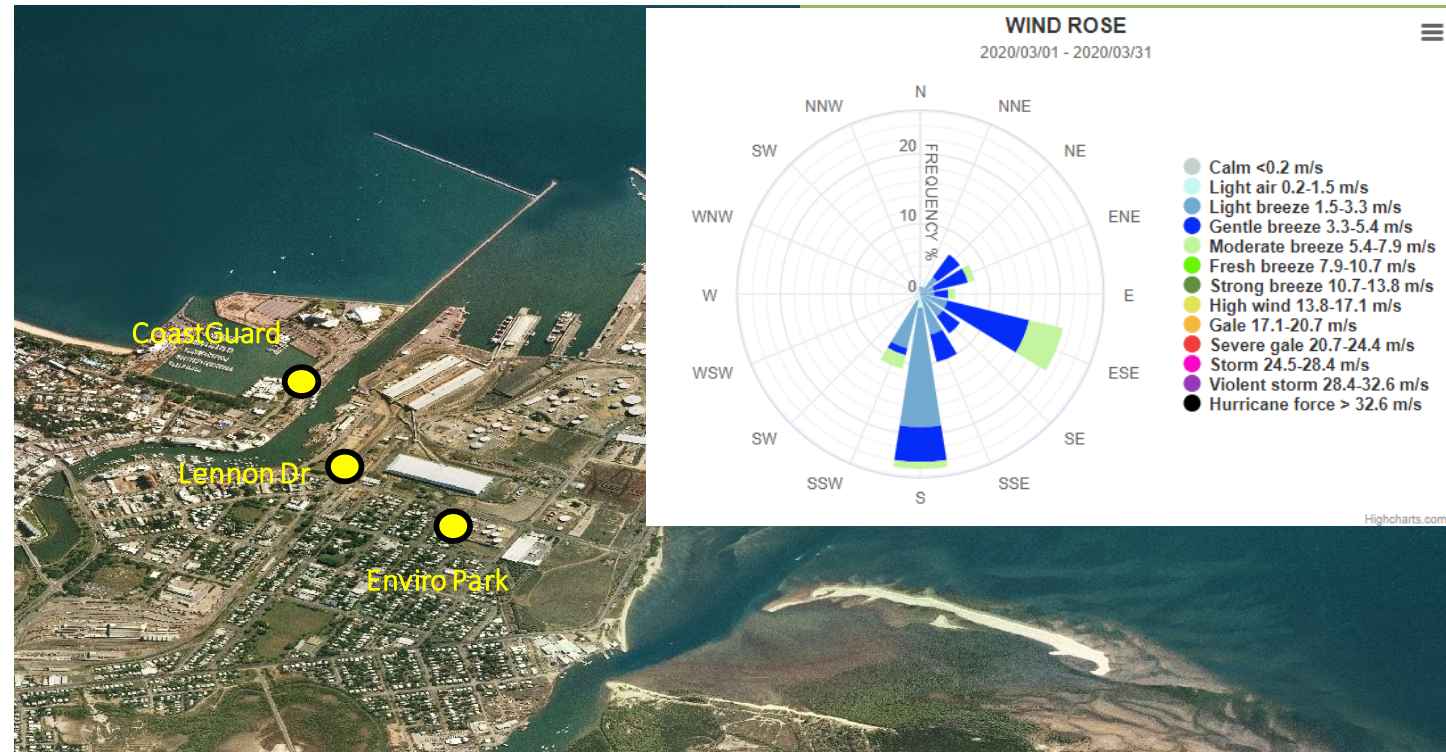 WIND ROSE
2020/03/01 - 2020/03/31
N
NNE
NE
ENE
E
ESE
SE
SSE
S
SSW
SW
WSW
W
WNW
SW
NNW
20
10
0
FREQUENCY %
Calm <0.2 m/s
Light air 0.2-1.5 m/s
Light breeze 1.5-3.3 m/s
Gentle breeze 3.3-5.4 m/s
Moderate breeze 5.4-7.9 m/s
Fresh breeze 7.9-10.7 m/s
Strong breeze 10.7-13.8 m/s
High wind 13.8-17.1 m/s
Gale 17.1-20.7 m/s
Severe gale 20.7-24.4 m/s
Storm 24.5-28.4 m/s
Violent storm 28.4-32.6 m/s
Hurricane force > 32.6 m/s
Highcharts.com
CoastGuard
Lennon Dr
Enviro Park